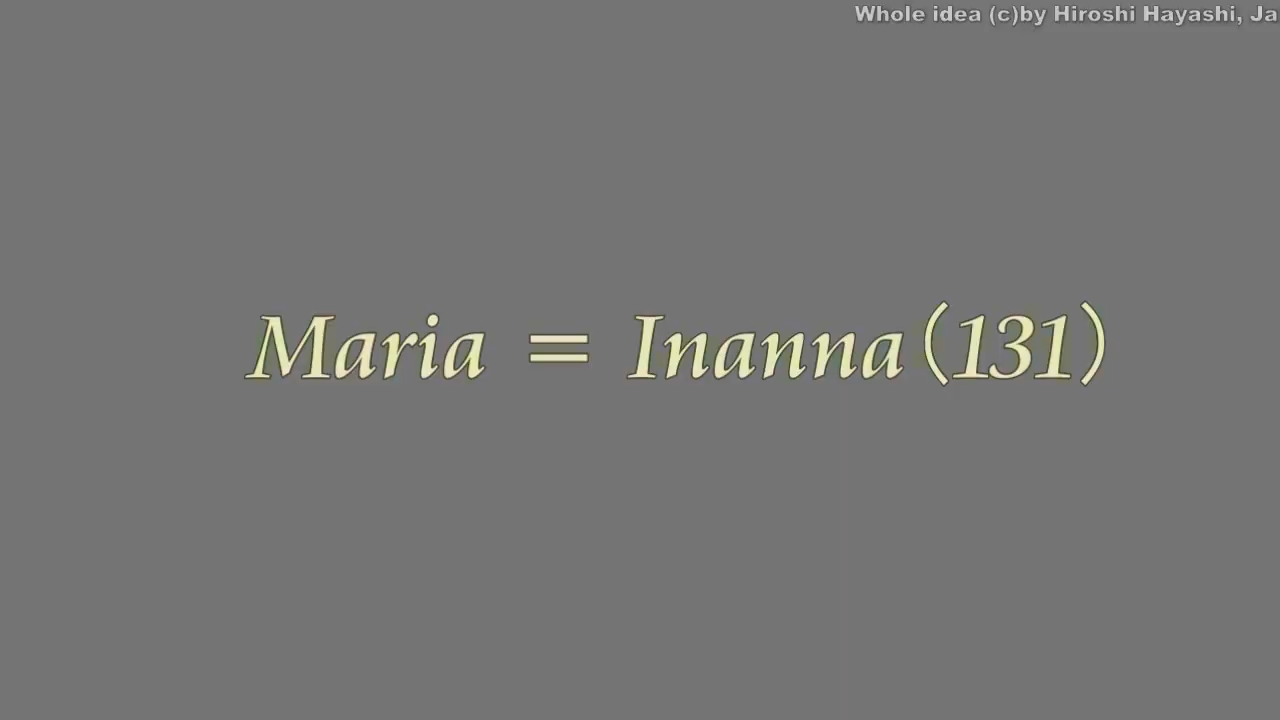 Whole idea (c)by Hiroshi Hayashi, Ja
Maria = Inanna (131)